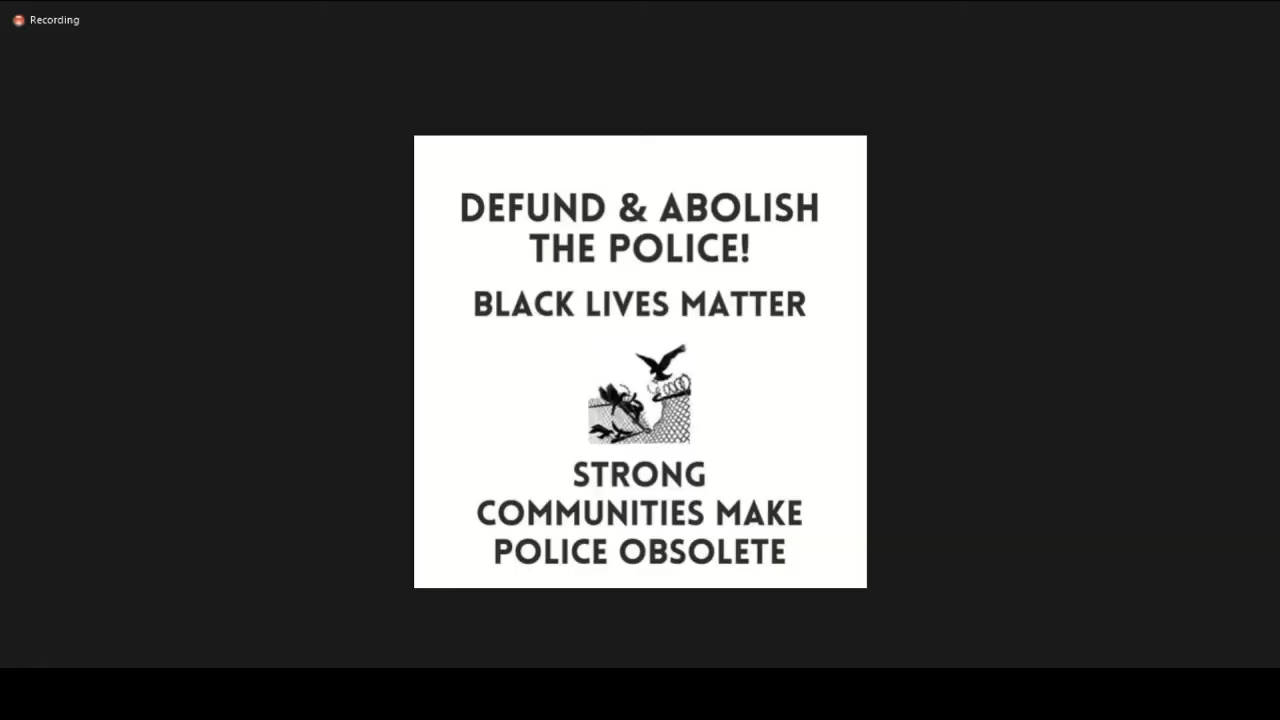 Recording
DEFUND & ABOLISH
THE POLICE!
BLACK LIVES MATTER
STRONG
COMMUNITIES MAKE
POLICE OBSOLETE